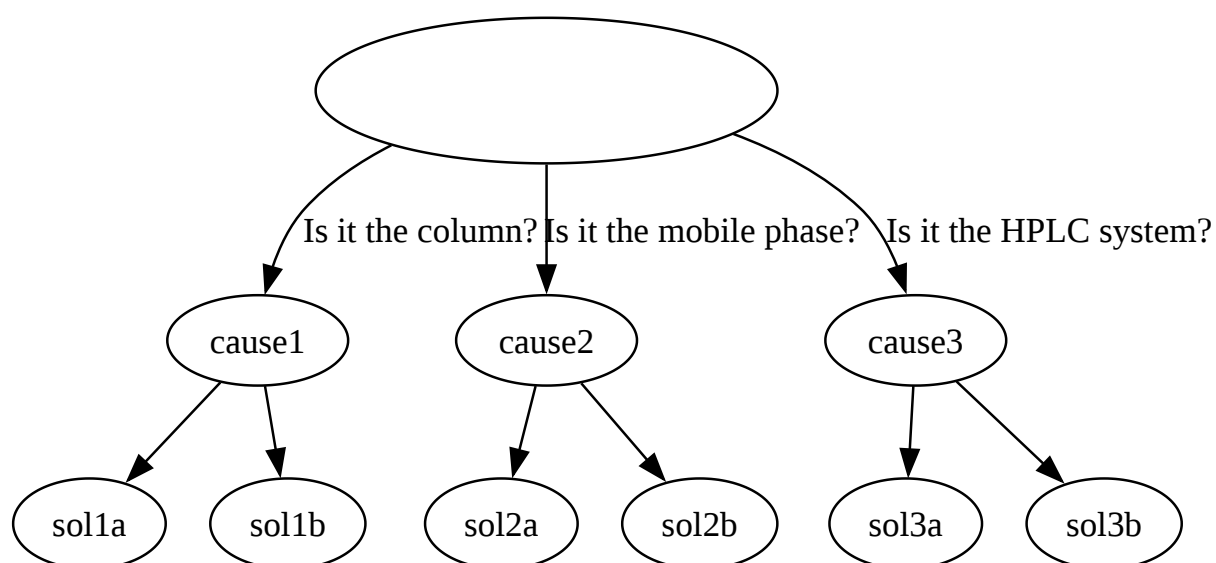 Is it the column? Is it the mobile phase? Is it the HPLC system?
cause1 cause2 cause3
sol1a sol1b sol2a sol2b sol3a sol3b